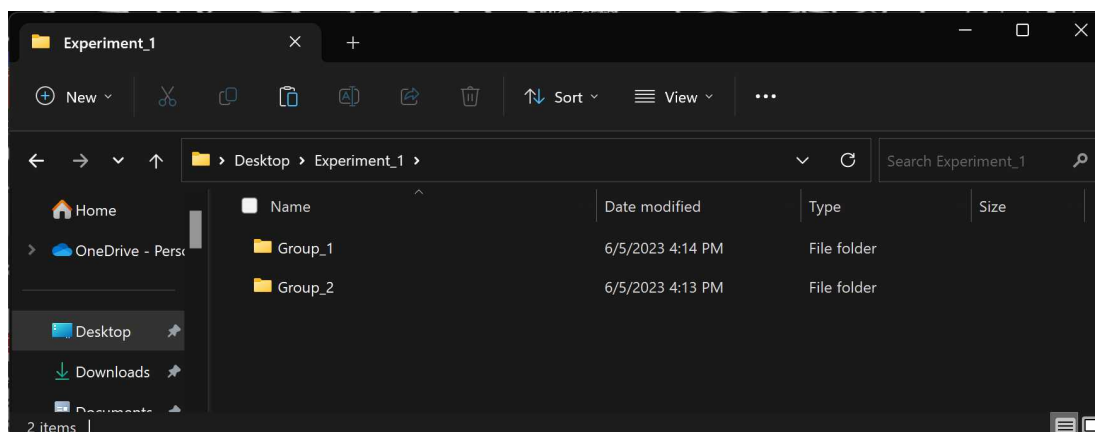 Experiment_1
New Sort View
Desktop Experiment_1 Search Experiment_1
Home
OneDrive - Pers
Desktop
Downloads
Documents
Name Date modified Type Size
Group_1 6/5/2023 4:14 PM File folder
Group_2 6/5/2023 4:13 PM File folder
2 items